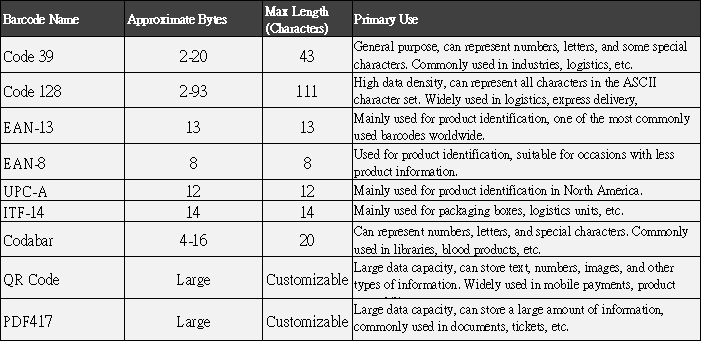 Barcode Name Approximate Bytes Max Length (Characters) Primary Use
Code 39 2-20 43 General purpose, can represent numbers, letters, and some special
characters. Commonly used in industries, logistics, etc.
Code 128 2-93 111 High data density, can represent all characters in the ASCII
character set. Widely used in logistics, express delivery,
EAN-13 13 13 Mainly used for product identification, one of the most commonly
used barcodes worldwide.
EAN-8 8 8 Used for product identification, suitable for occasions with less
product information.
UPC-A 12 12 Mainly used for product identification in North America.
ITF-14 14 14 Mainly used for packaging boxes, logistics units, etc.
Codabar 4-16 20 Can represent numbers, letters, and special characters. Commonly
used in libraries, blood products, etc.
QR Code Large Customizable Large data capacity, can store text, numbers, images, and other
types of information. Widely used in mobile payments, product
PDF417 Large Customizable Large data capacity, can store a large amount of information,
commonly used in documents, tickets, etc.